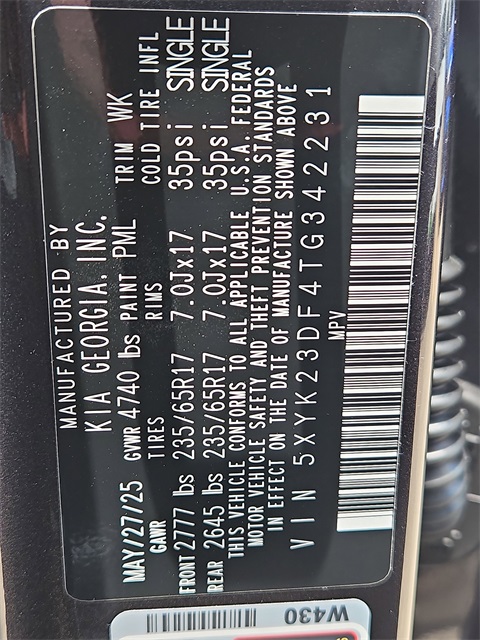 MANUFACTURED BY
KIA GEORGIA, INC.
MAY/27/25 GVWR 4740 lbs PAINT PML TRIM WK
GAWR TIRES RIMS COLD TIRE INFL
FRONT 2777 lbs 235/65R17 7.0Jx17 35psi SINGLE
REAR 2645 lbs 235/65R17 7.0Jx17 35psi SINGLE
THIS VEHICLE CONFORMS TO ALL APPLICABLE U.S.A. FEDERAL
MOTOR VEHICLE SAFETY AND THEFT PREVENTION STANDARDS
IN EFFECT ON THE DATE OF MANUFACTURE SHOWN ABOVE
VIN 5XYK23DF4TG342231
MPV
W430